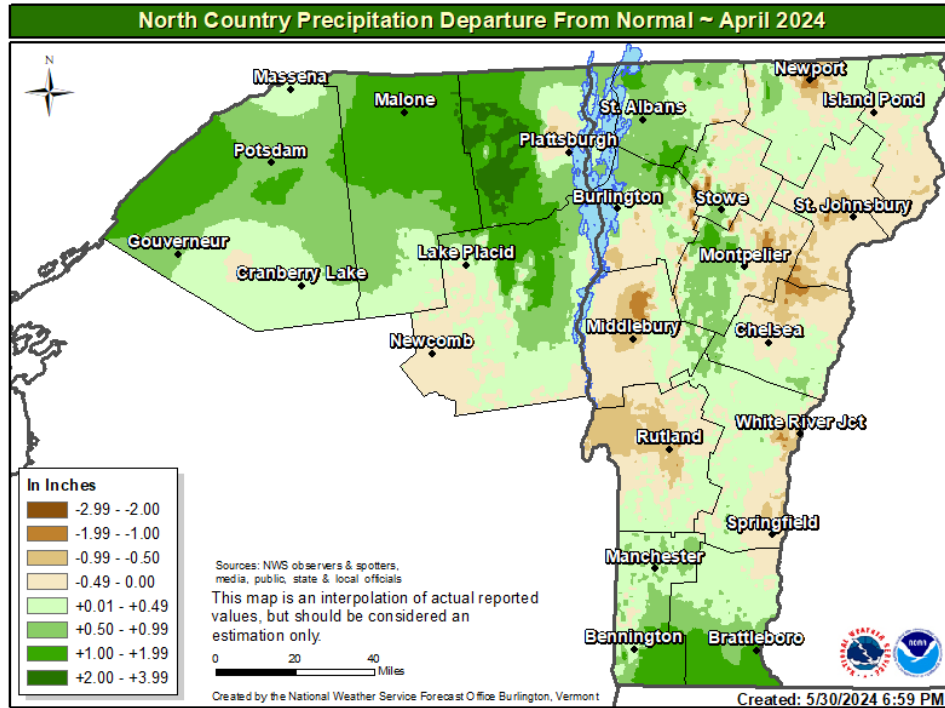 North Country Precipitation Departure From Normal ~ April 2024
N
Massena
Malone
Newport
Island Pond
St. Albans
Plattsburgh
Potsdam
Burlington
Stowe
St. Johnsbury
Gouverneur
Lake Placid
Montpelier
Cranberry Lake
Newcomb
Middlebury
Chelsea
White River Jct
Rutland
Springfield
Manchester
Bennington
Brattleboro
In Inches
-2.99 - -2.00
-1.99 - -1.00
-0.99 - -0.50
-0.49 - 0.00
+0.01 - +0.49
+0.50 - +0.99
+1.00 - +1.99
+2.00 - +3.99
Sources: NWS observers & spotters,
media, public, state & local officials
This map is an interpolation of actual reported
values, but should be considered an
estimation only.
0 20 40
Miles
Created by the National Weather Service Forecast Office Burlington, Vermont
NATIONAL WEATHER SERVICE
NOAA
Created: 5/30/2024 6:59 PM